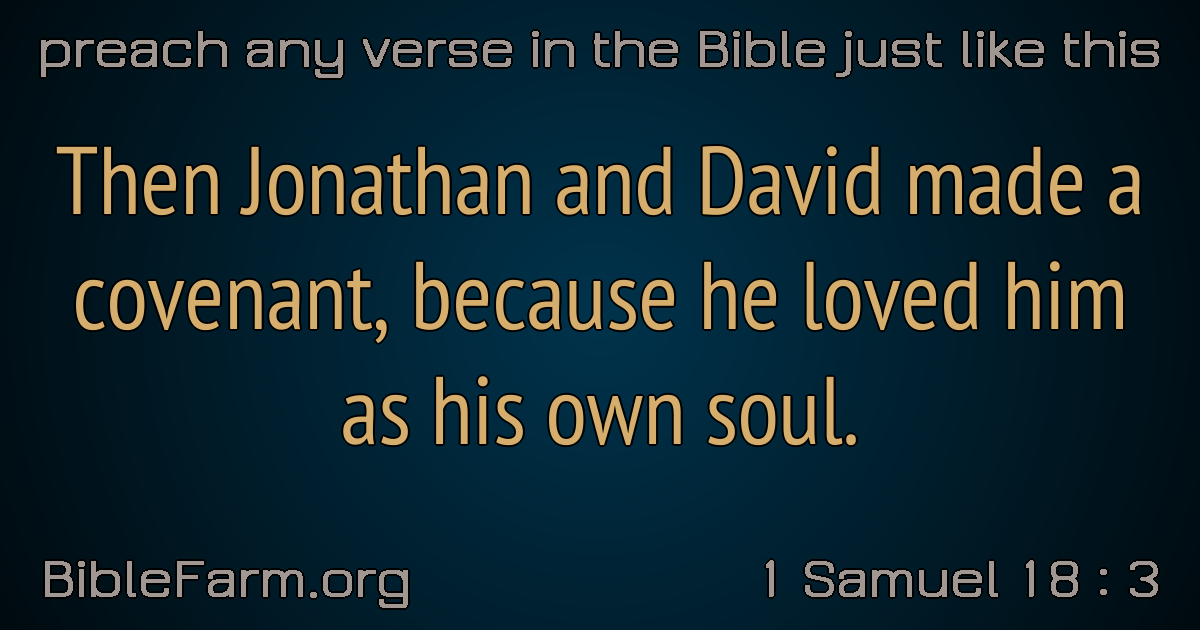 preach any verse in the Bible just like this
Then Jonathan and David made a
covenant, because he loved him
as his own soul.
BibleFarm.org
1 Samuel 18 : 3